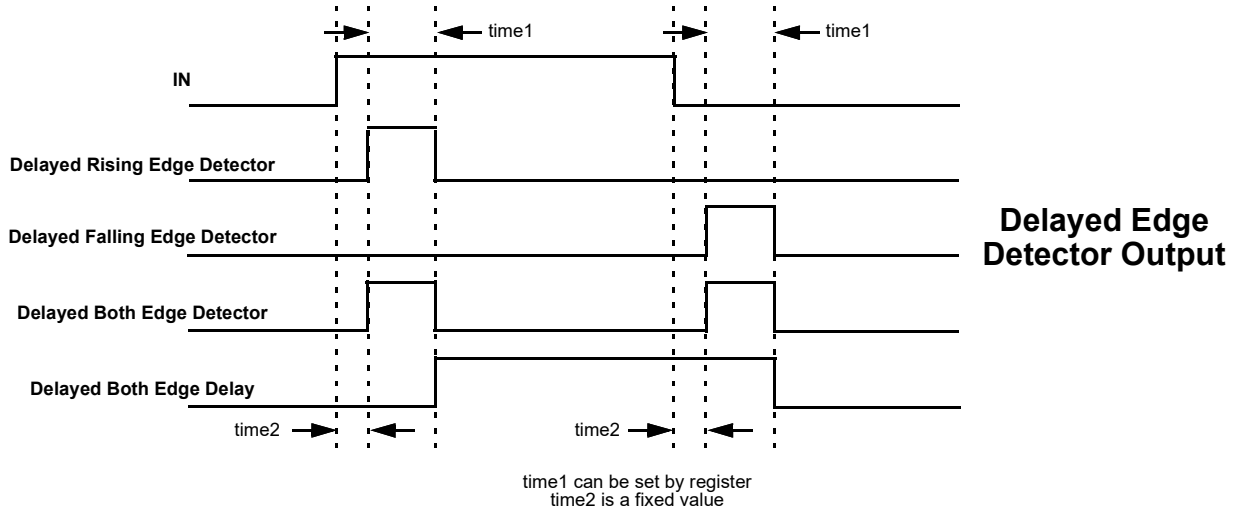 time1
time1
IN
Delayed Rising Edge Detector
Delayed Falling Edge Detector
Delayed Edge
Detector Output
Delayed Both Edge Detector
Delayed Both Edge Delay
time2
time2
time1 can be set by register
time2 is a fixed value